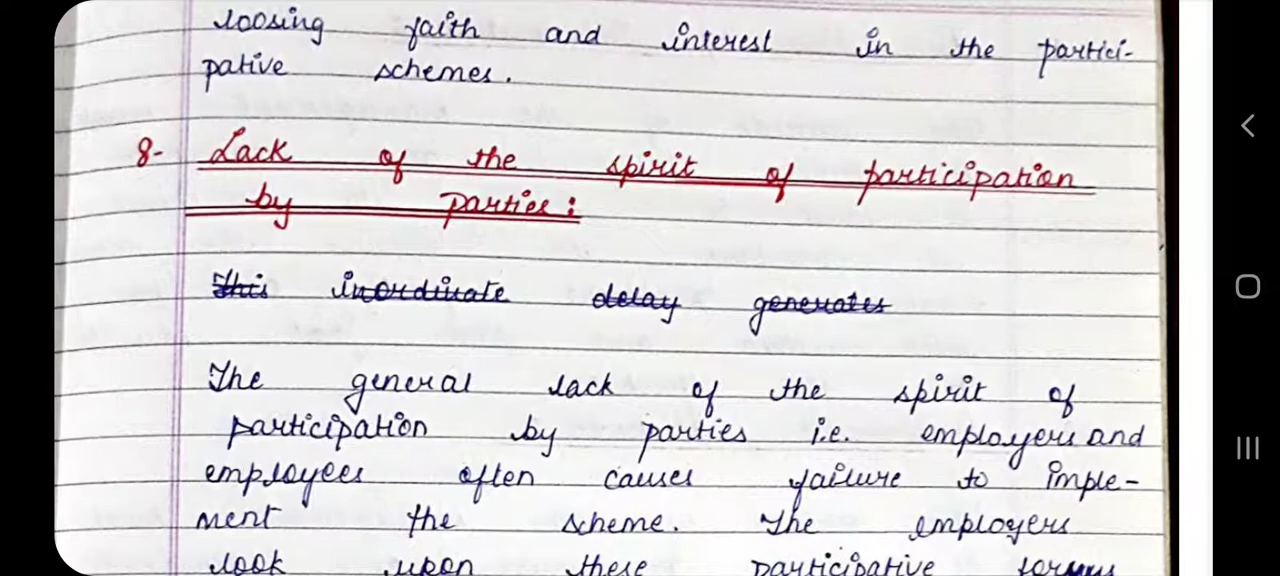 loosing faith and interest in the partici-
pative schemes.
8- Lack of the spirit of participation
by parties:
This inordinate delay generates
The general lack of the spirit of
participation by parties i.e. employers and
employees often causes failure to imple-
ment the scheme. The employers
look upon these participative forums